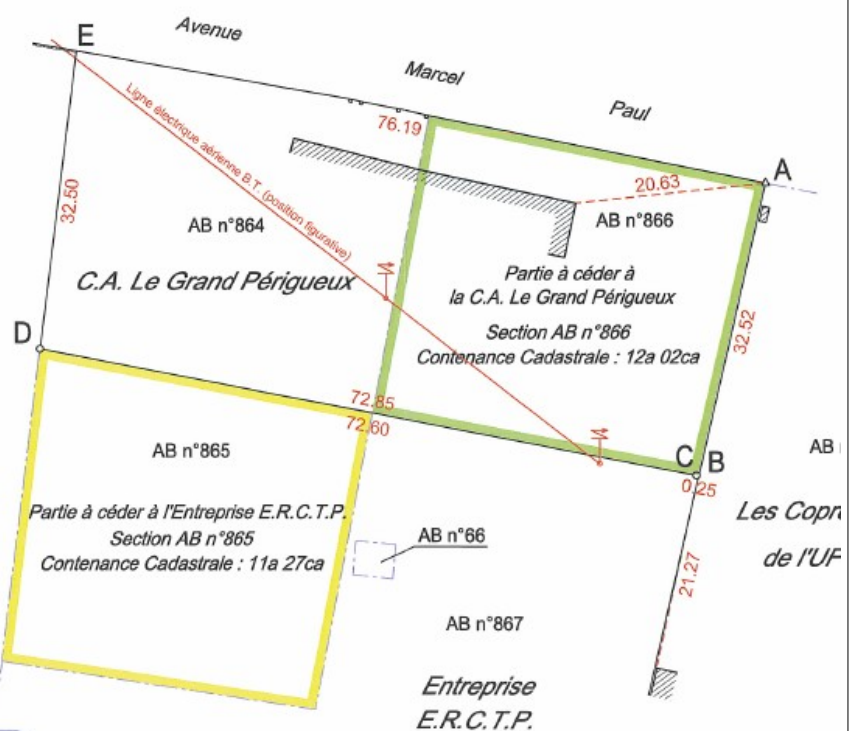 E
Avenue
Marcel
Paul
76.19
A
Ligne électrique aérienne B.T. (position figurative)
20.63
32.50
AB n°864
AB n°866
C.A. Le Grand Périgueux
Partie à céder à
la C.A. Le Grand Périgueux
Section AB n°866
Contenance Cadastrale : 12a 02ca
32.52
D
72.85
72.60
C B
0.25
AB n°865
AB
Les Copr
de l'UF
Partie à céder à l'Entreprise E.R.C.T.P.
Section AB n°865
Contenance Cadastrale : 11a 27ca
AB n°66
21.27
AB n°867
Entreprise
E.R.C.T.P.